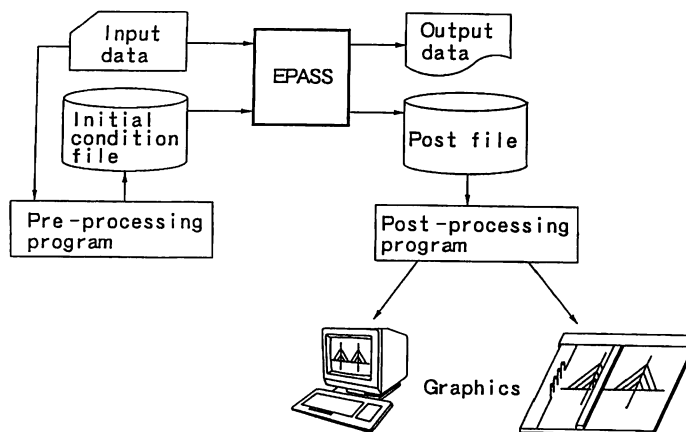 Input
data
EPASS
Output
data
Initial
condition
file
Post file
Pre-processing
program
Post-processing
program
Graphics